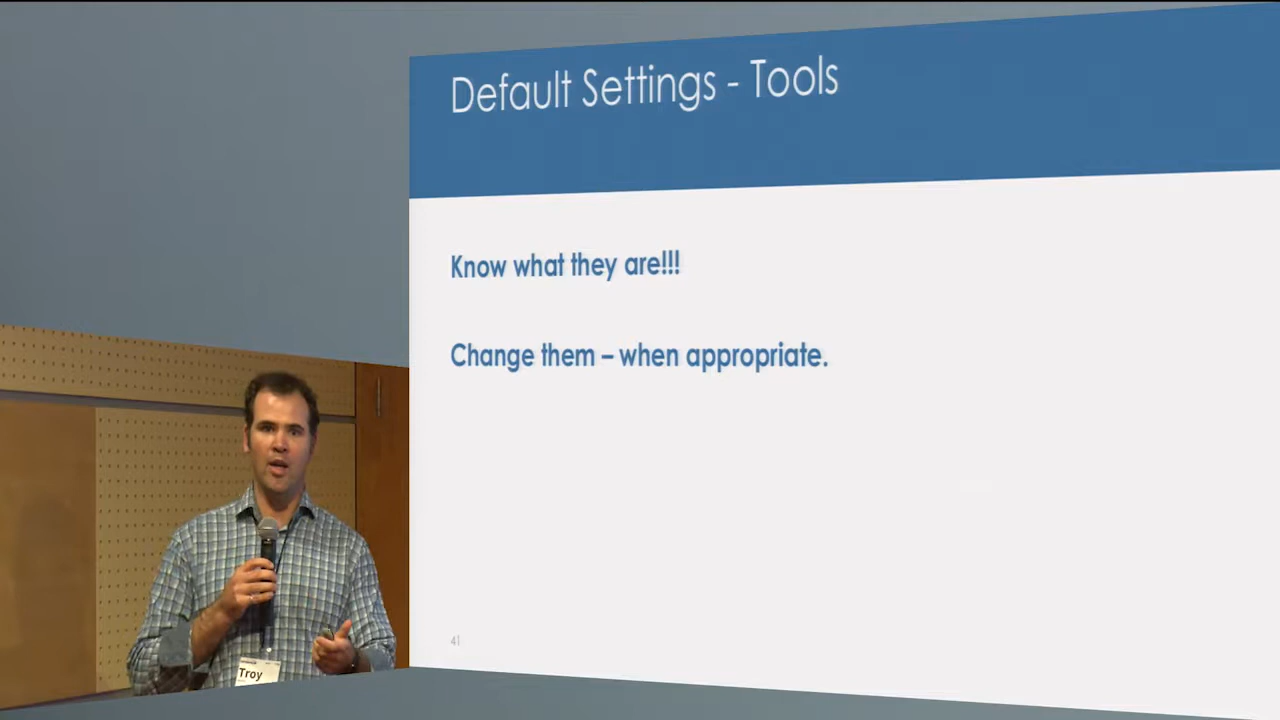 Default Settings - Tools
Know what they are!!!
Change them – when appropriate.
41
Troy